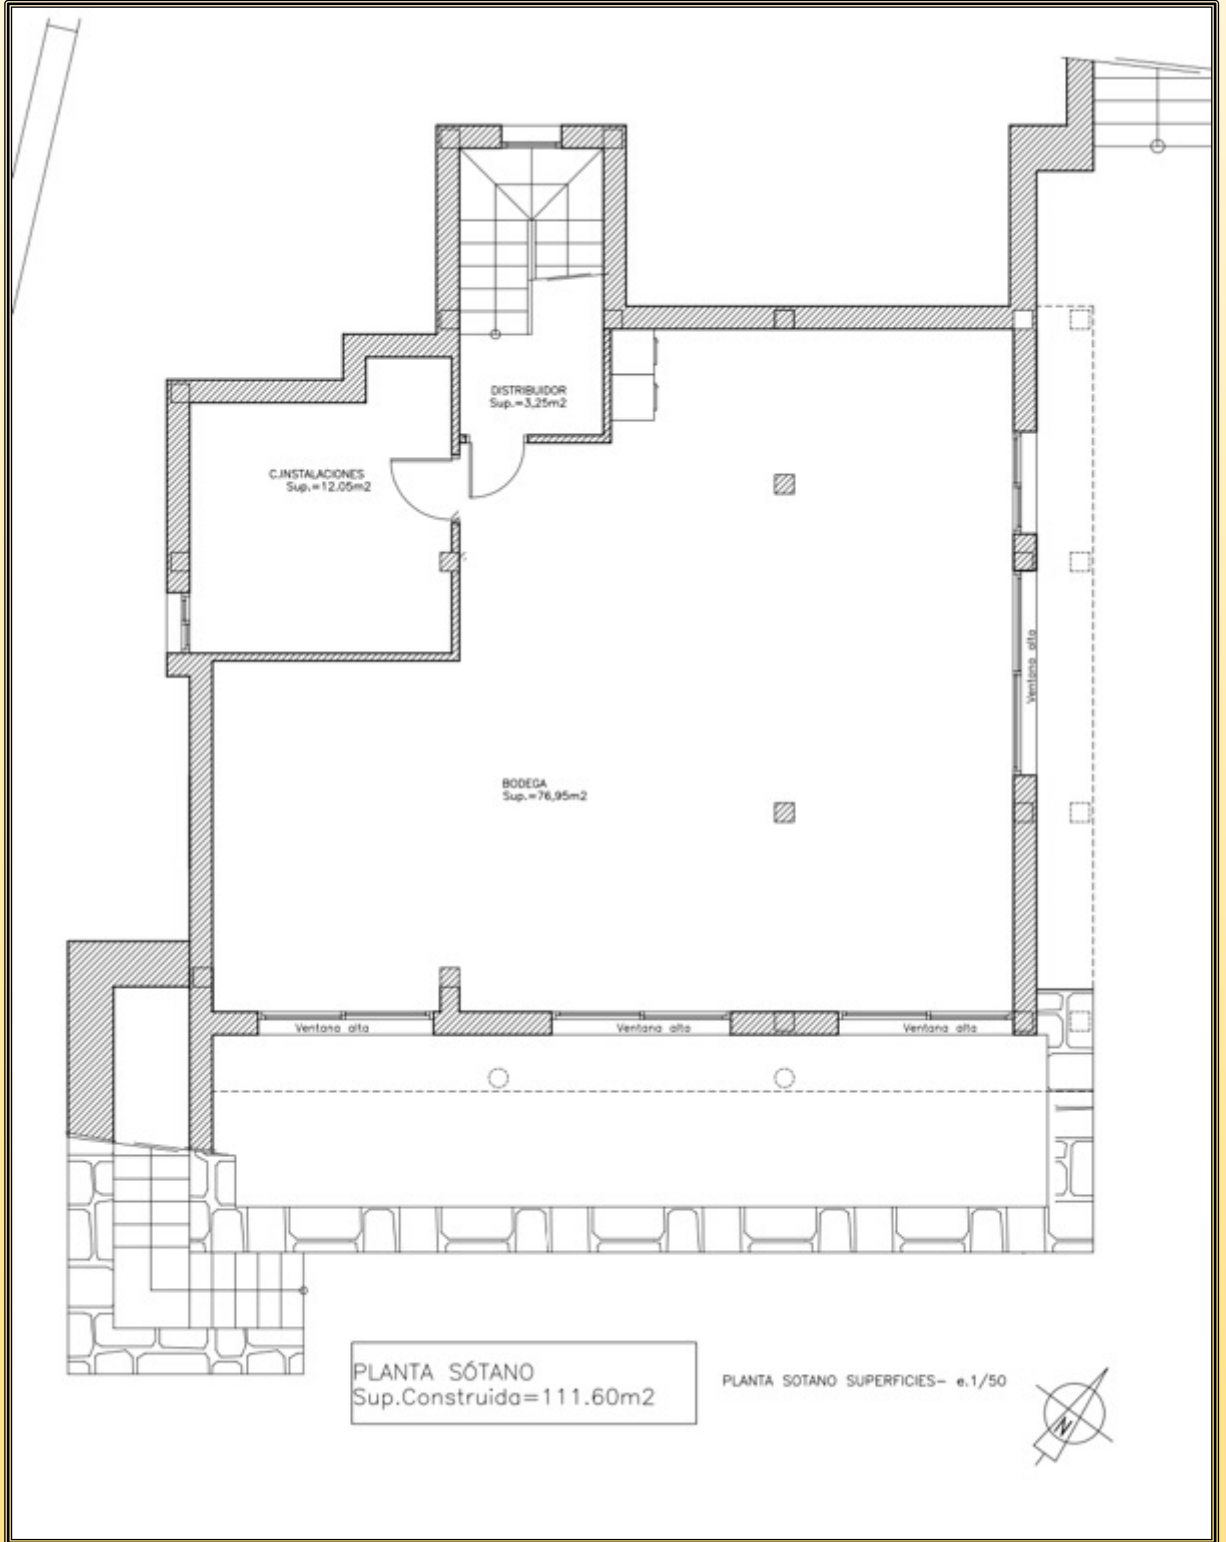 DISTRIBUIDOR
Sup.=3,25m2
C.INSTALACIONES
Sup.=12.05m2
Ventana alta
BODEGA
Sup.=76,95m2
Ventana alta
Ventana alta
Ventana alta
PLANTA SÓTANO
Sup.Construida=111.60m2
PLANTA SOTANO SUPERFICIES- e.1/50
N